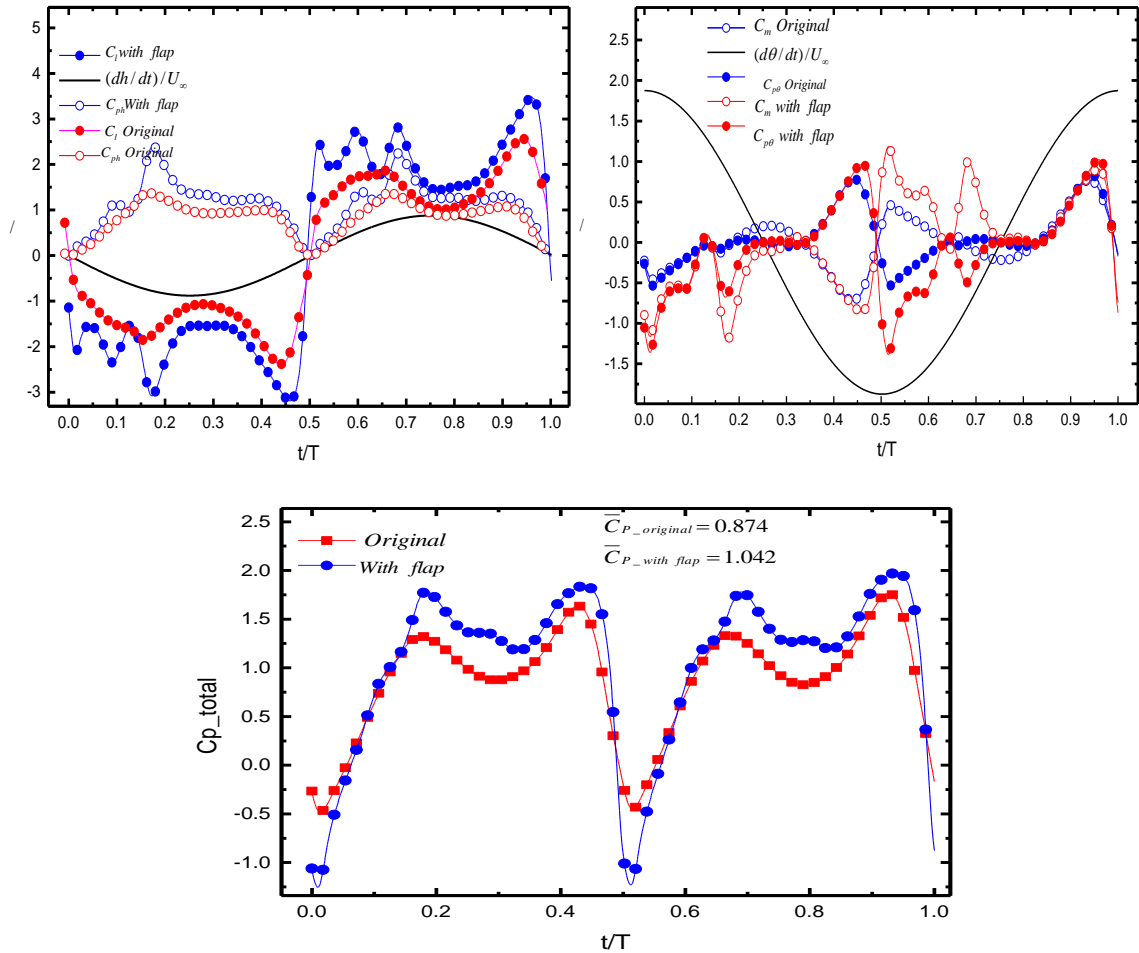 5
4
3
2
1
0
-1
-2
-3
C_l with flap
(dh/dt)/U_∞
C_ph With flap
C_l Original
C_ph Original
/
0.0 0.1 0.2 0.3 0.4 0.5 0.6 0.7 0.8 0.9 1.0
t/T
2.5
2.0
1.5
1.0
0.5
0.0
-0.5
-1.0
-1.5
C_m Original
(dθ/dt)/U_∞
C_pθ Original
C_m with flap
C_pθ with flap
/
0.0 0.1 0.2 0.3 0.4 0.5 0.6 0.7 0.8 0.9 1.0
t/T
2.5
2.0
1.5
1.0
0.5
0.0
-0.5
-1.0
Original
With flap
C̅_P_original = 0.874
C̅_P_with flap = 1.042
Cp_total
0.0 0.2 0.4 0.6 0.8 1.0
t/T